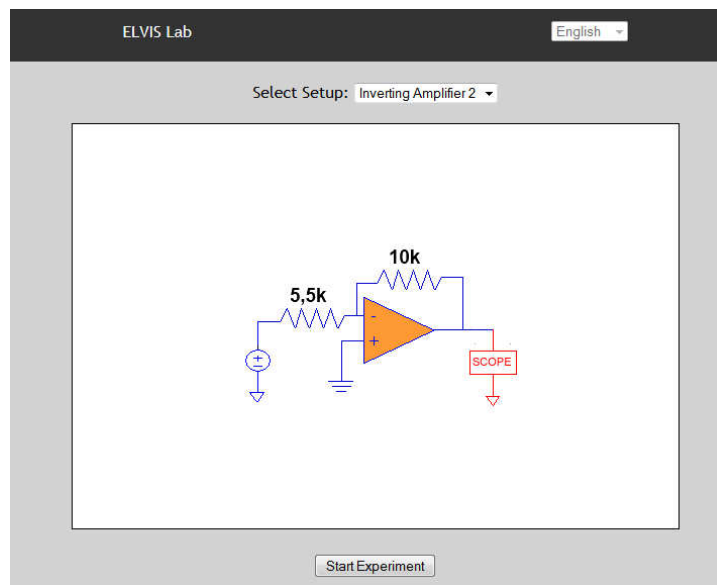 ELVIS Lab
English
Select Setup: Inverting Amplifier 2
10k
5,5k
-
+
±
SCOPE
Start Experiment